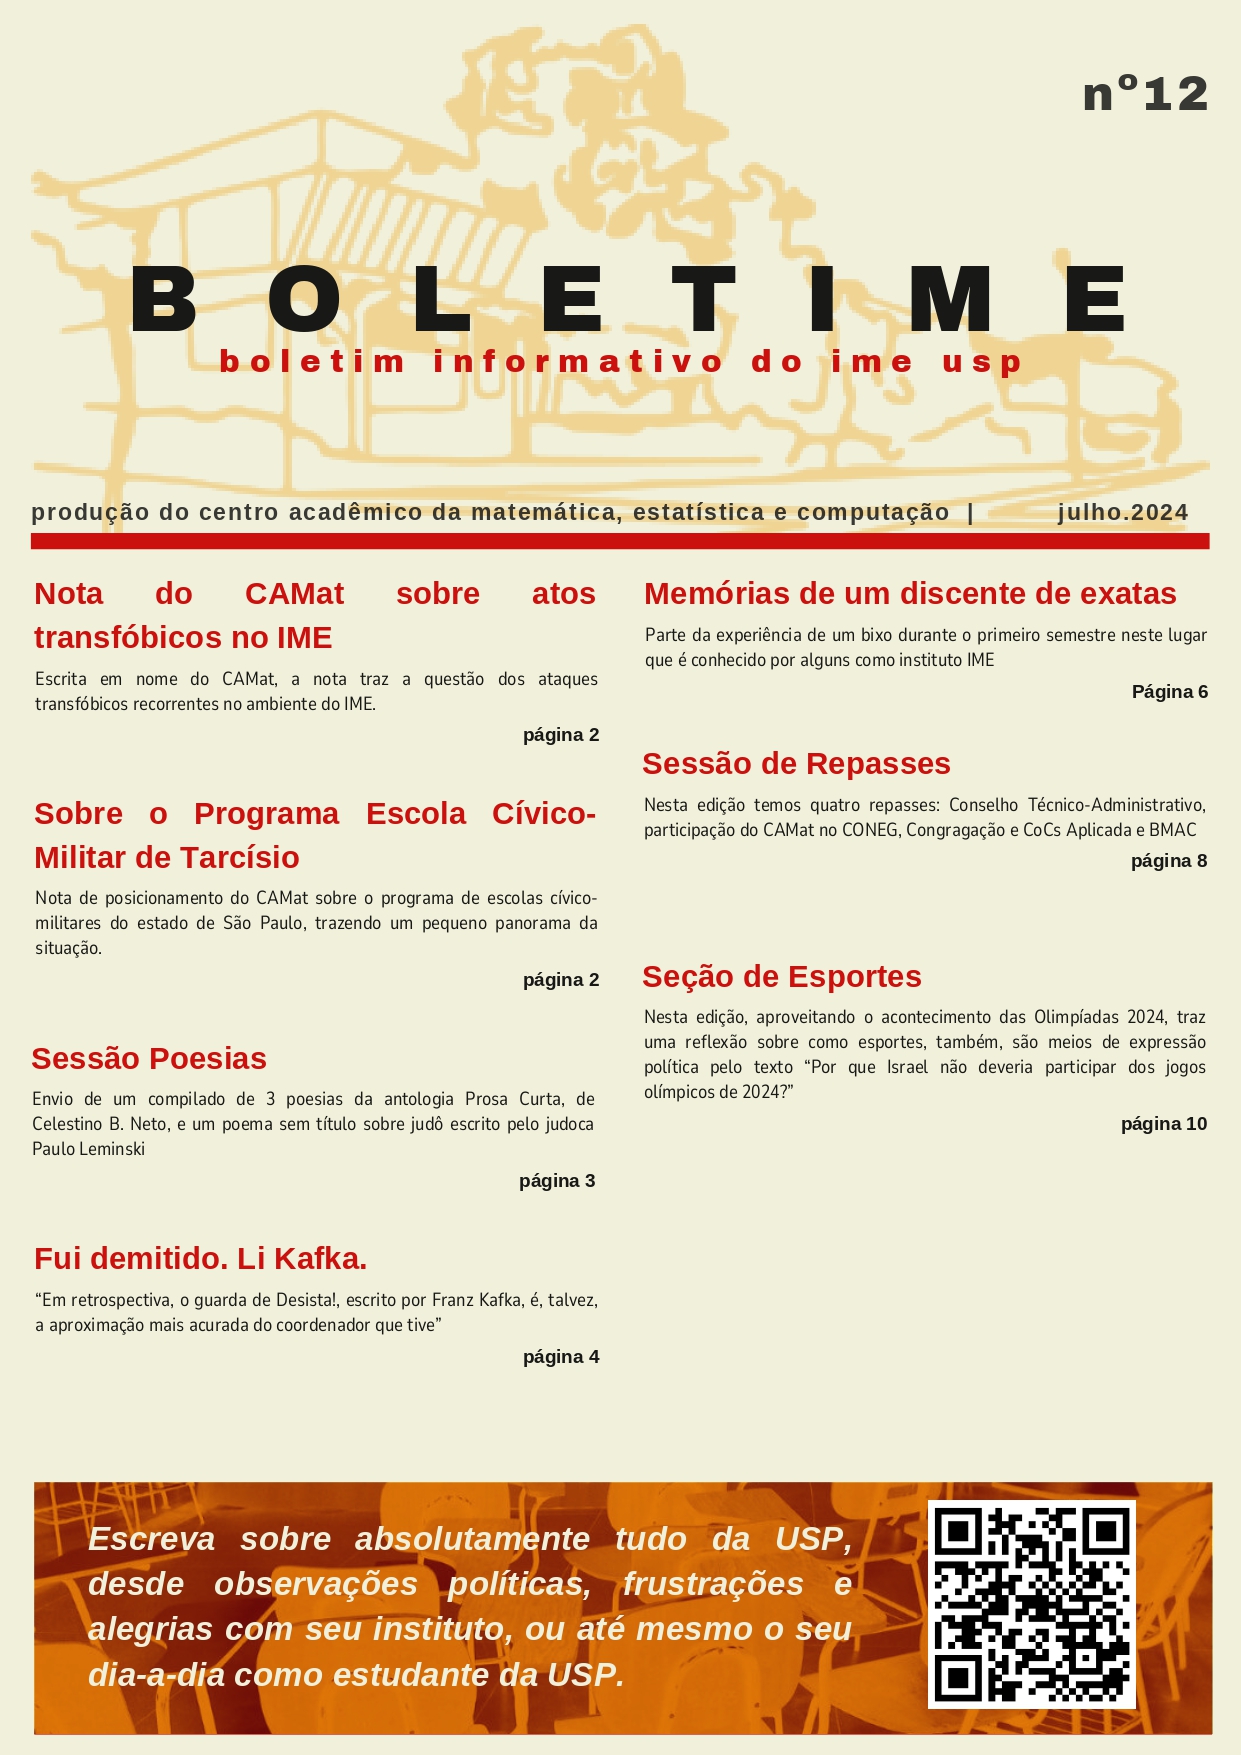 nº12
BOLETIME
boletim informativo do ime usp
produção do centro acadêmico da matemática, estatística e computação | julho.2024
Nota do CAMat sobre atos
transfóbicos no IME
Escrita em nome do CAMat, a nota traz a questão dos ataques
transfóbicos recorrentes no ambiente do IME.
página 2
Sobre o Programa Escola Cívico-
Militar de Tarcísio
Nota de posicionamento do CAMat sobre o programa de escolas cívico-
militares do estado de São Paulo, trazendo um pequeno panorama da
situação.
página 2
Sessão Poesias
Envio de um compilado de 3 poesias da antologia Prosa Curta, de
Celestino B. Neto, e um poema sem título sobre judô escrito pelo judoca
Paulo Leminski
página 3
Fui demitido. Li Kafka.
“Em retrospectiva, o guarda de Desista!, escrito por Franz Kafka, é, talvez,
a aproximação mais acurada do coordenador que tive”
página 4
Memórias de um discente de exatas
Parte da experiência de um bixo durante o primeiro semestre neste lugar
que é conhecido por alguns como instituto IME
Página 6
Sessão de Repasses
Nesta edição temos quatro repasses: Conselho Técnico-Administrativo,
participação do CAMat no CONEG, Congragação e CoCs Aplicada e BMAC
página 8
Seção de Esportes
Nesta edição, aproveitando o acontecimento das Olimpíadas 2024, traz
uma reflexão sobre como esportes, também, são meios de expressão
política pelo texto “Por que Israel não deveria participar dos jogos
olímpicos de 2024?”
página 10
Escreva sobre absolutamente tudo da USP,
desde observações políticas, frustrações e
alegrias com seu instituto, ou até mesmo o seu
dia-a-dia como estudante da USP.